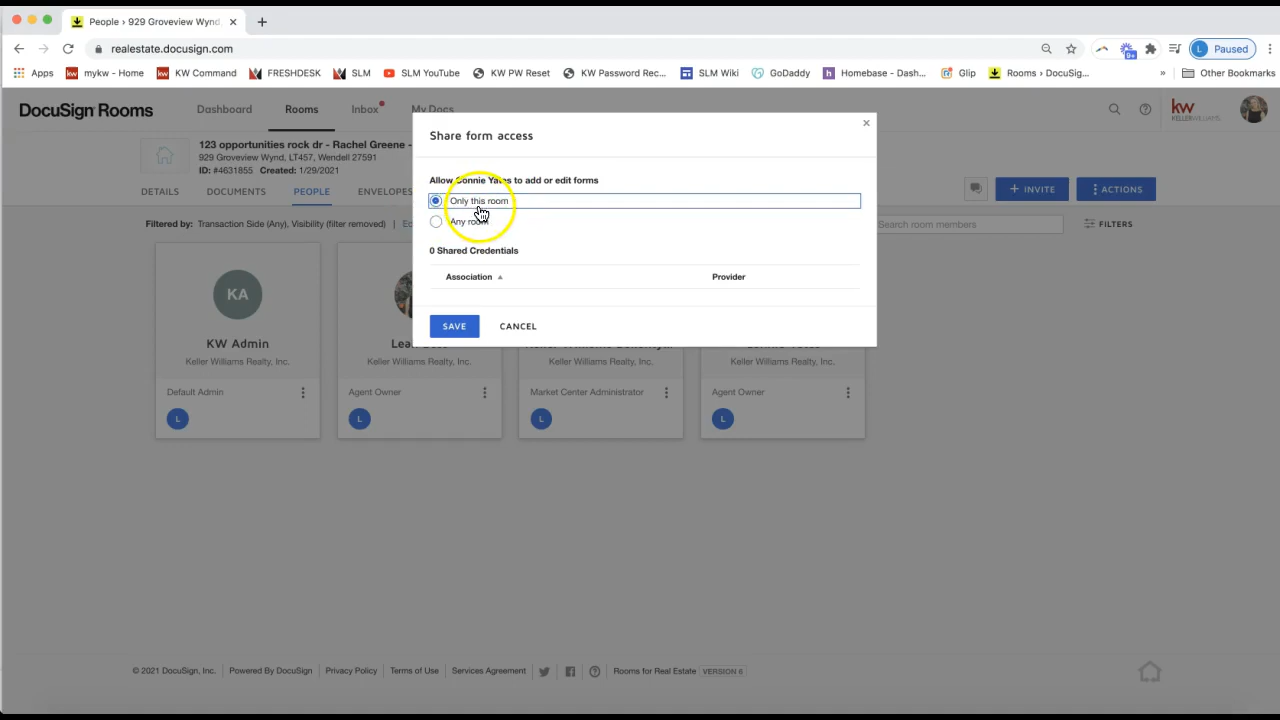 People › 929 Groveview Wynd,
realestate.docusign.com
L Paused
Apps mykw - Home KW Command FRESHDESK SLM SLM YouTube KW PW Reset KW Password Rec... SLM Wiki GoDaddy Homebase - Dash... Glip Rooms › DocuSig... » Other Bookmarks
9+
DocuSign Rooms Dashboard Rooms Inbox My Docs
kw
KELLERWILLIAMS.
123 opportunities rock dr - Rachel Greene -
929 Groveview Wynd, LT457, Wendell 27591
ID: #4631855 Created: 1/29/2021
DETAILS DOCUMENTS PEOPLE ENVELOPES
+ INVITE ACTIONS
Filtered by: Transaction Side (Any), Visibility (filter removed)
Search room members FILTERS
Share form access
×
Allow Connie Yates to add or edit forms
Only this room
Any room
0 Shared Credentials
Association Provider
SAVE CANCEL
KA
KW Admin
Keller Williams Realty, Inc. Keller Williams Realty, Inc. Keller Williams Realty, Inc. Keller Williams Realty, Inc.
Default Admin Agent Owner Market Center Administrator Agent Owner
L L L L
© 2021 DocuSign, Inc. Powered By DocuSign Privacy Policy Terms of Use Services Agreement Rooms for Real Estate VERSION 6